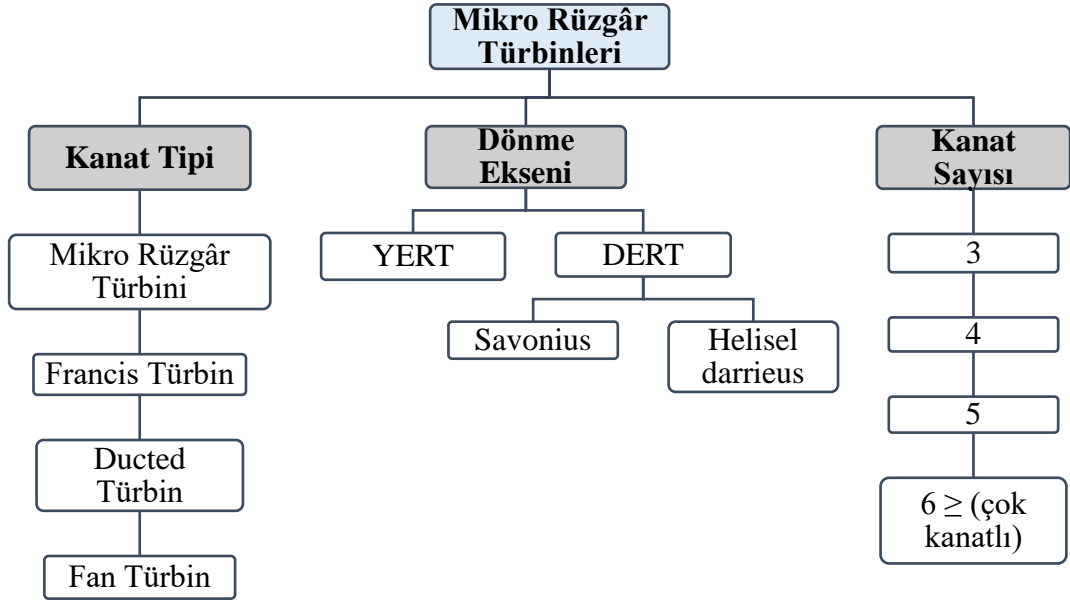 Mikro Rüzgâr
Türbinleri
Kanat Tipi
Mikro Rüzgâr
Türbini
Francis Türbin
Ducted
Türbin
Fan Türbin
Dönme
Ekseni
YERT
DERT
Savonius
Helisel
darrieus
Kanat
Sayısı
3
4
5
6 ≥ (çok
kanatlı)